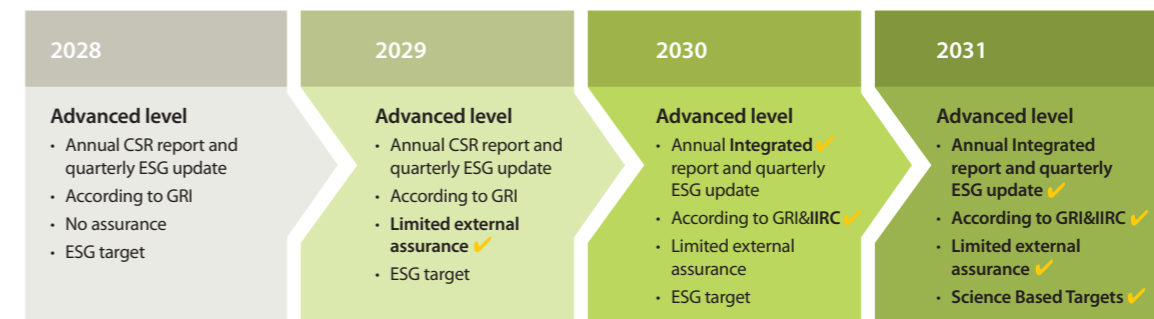 2028
Advanced level
• Annual CSR report and
quarterly ESG update
• According to GRI
• No assurance
• ESG target
2029
Advanced level
• Annual CSR report and
quarterly ESG update
• According to GRI
• Limited external
assurance ✔
• ESG target
2030
Advanced level
• Annual Integrated ✔
report and quarterly
ESG update
• According to GRI&IIRC ✔
• Limited external
assurance
• ESG target
2031
Advanced level
• Annual Integrated
report and quarterly
ESG update ✔
• According to GRI&IIRC ✔
• Limited external
assurance ✔
• Science Based Targets ✔